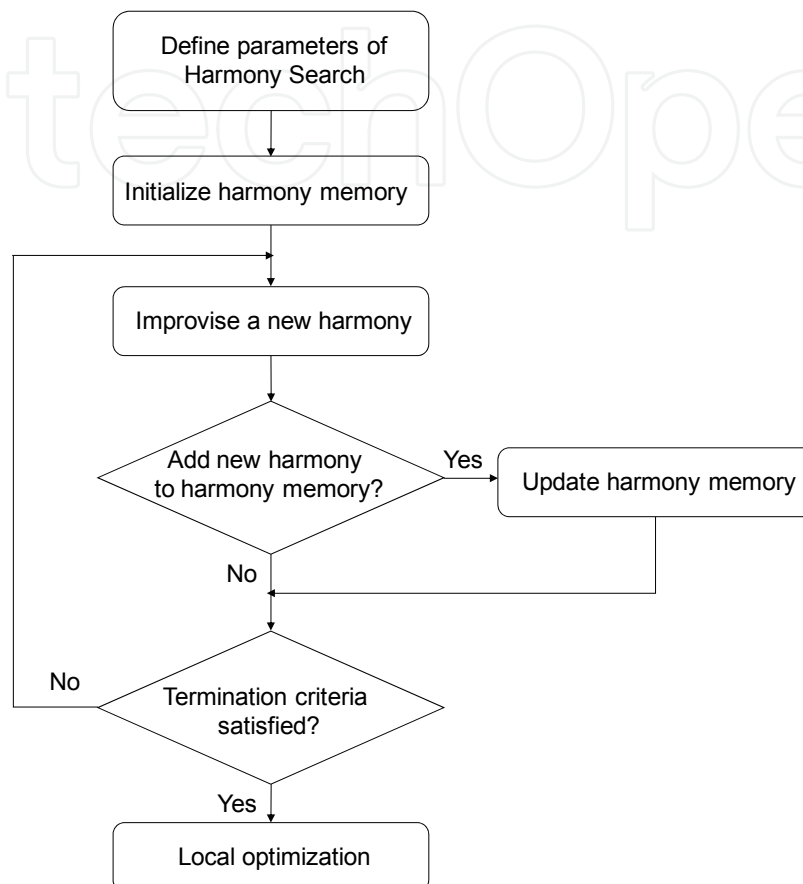 techOpe
Define parameters of
Harmony Search
Initialize harmony memory
Improvise a new harmony
Add new harmony
to harmony memory?
Yes
Update harmony memory
No
No
Termination criteria
satisfied?
Yes
Local optimization